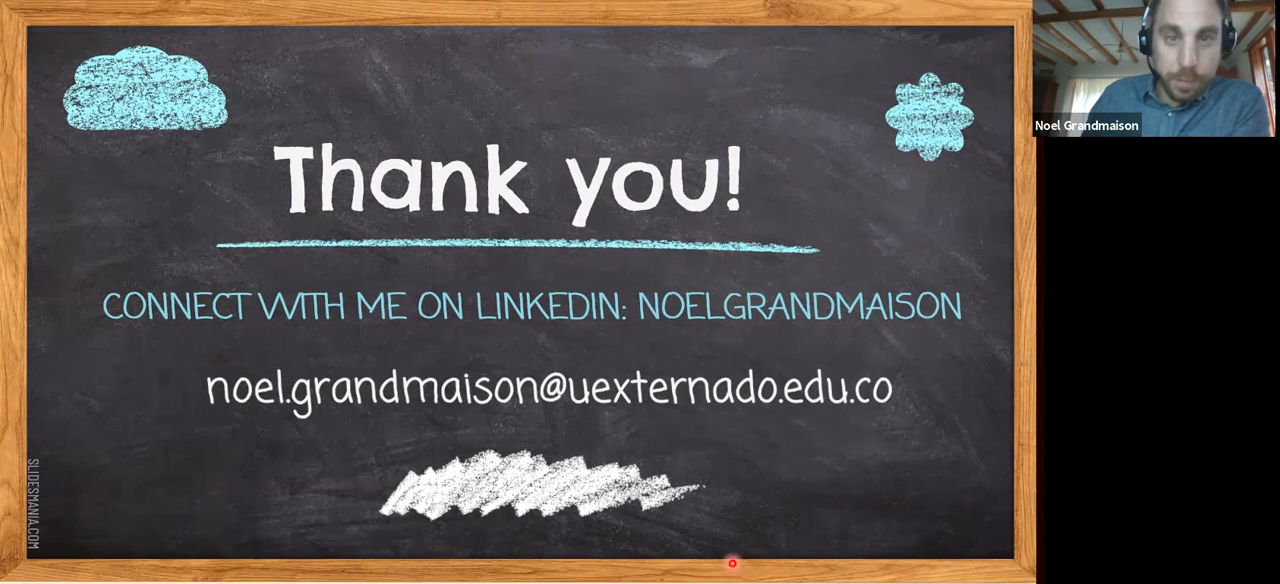 Thank you!
CONNECT WITH ME ON LINKEDIN: NOELGRANDMAISON
noel.grandmaison@uexternado.edu.co
SLIDESMANIA.COM
Noel Grandmaison